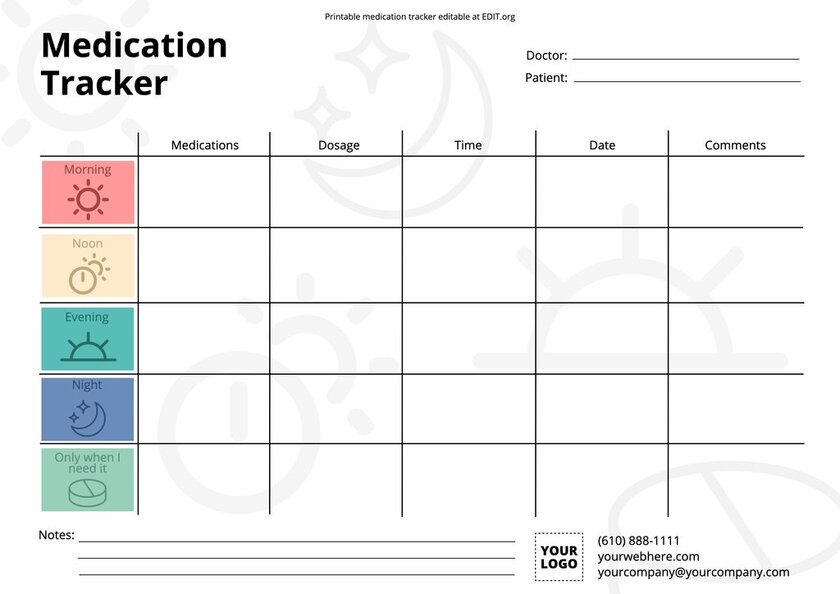 Printable medication tracker editable at EDIT.org
Medication
Tracker
Doctor:
Patient:
Medications Dosage Time Date Comments
Morning
Noon
Evening
Night
Only when I
need it
Notes:
YOUR
LOGO
(610) 888-1111
yourwebhere.com
yourcompany@yourcompany.com